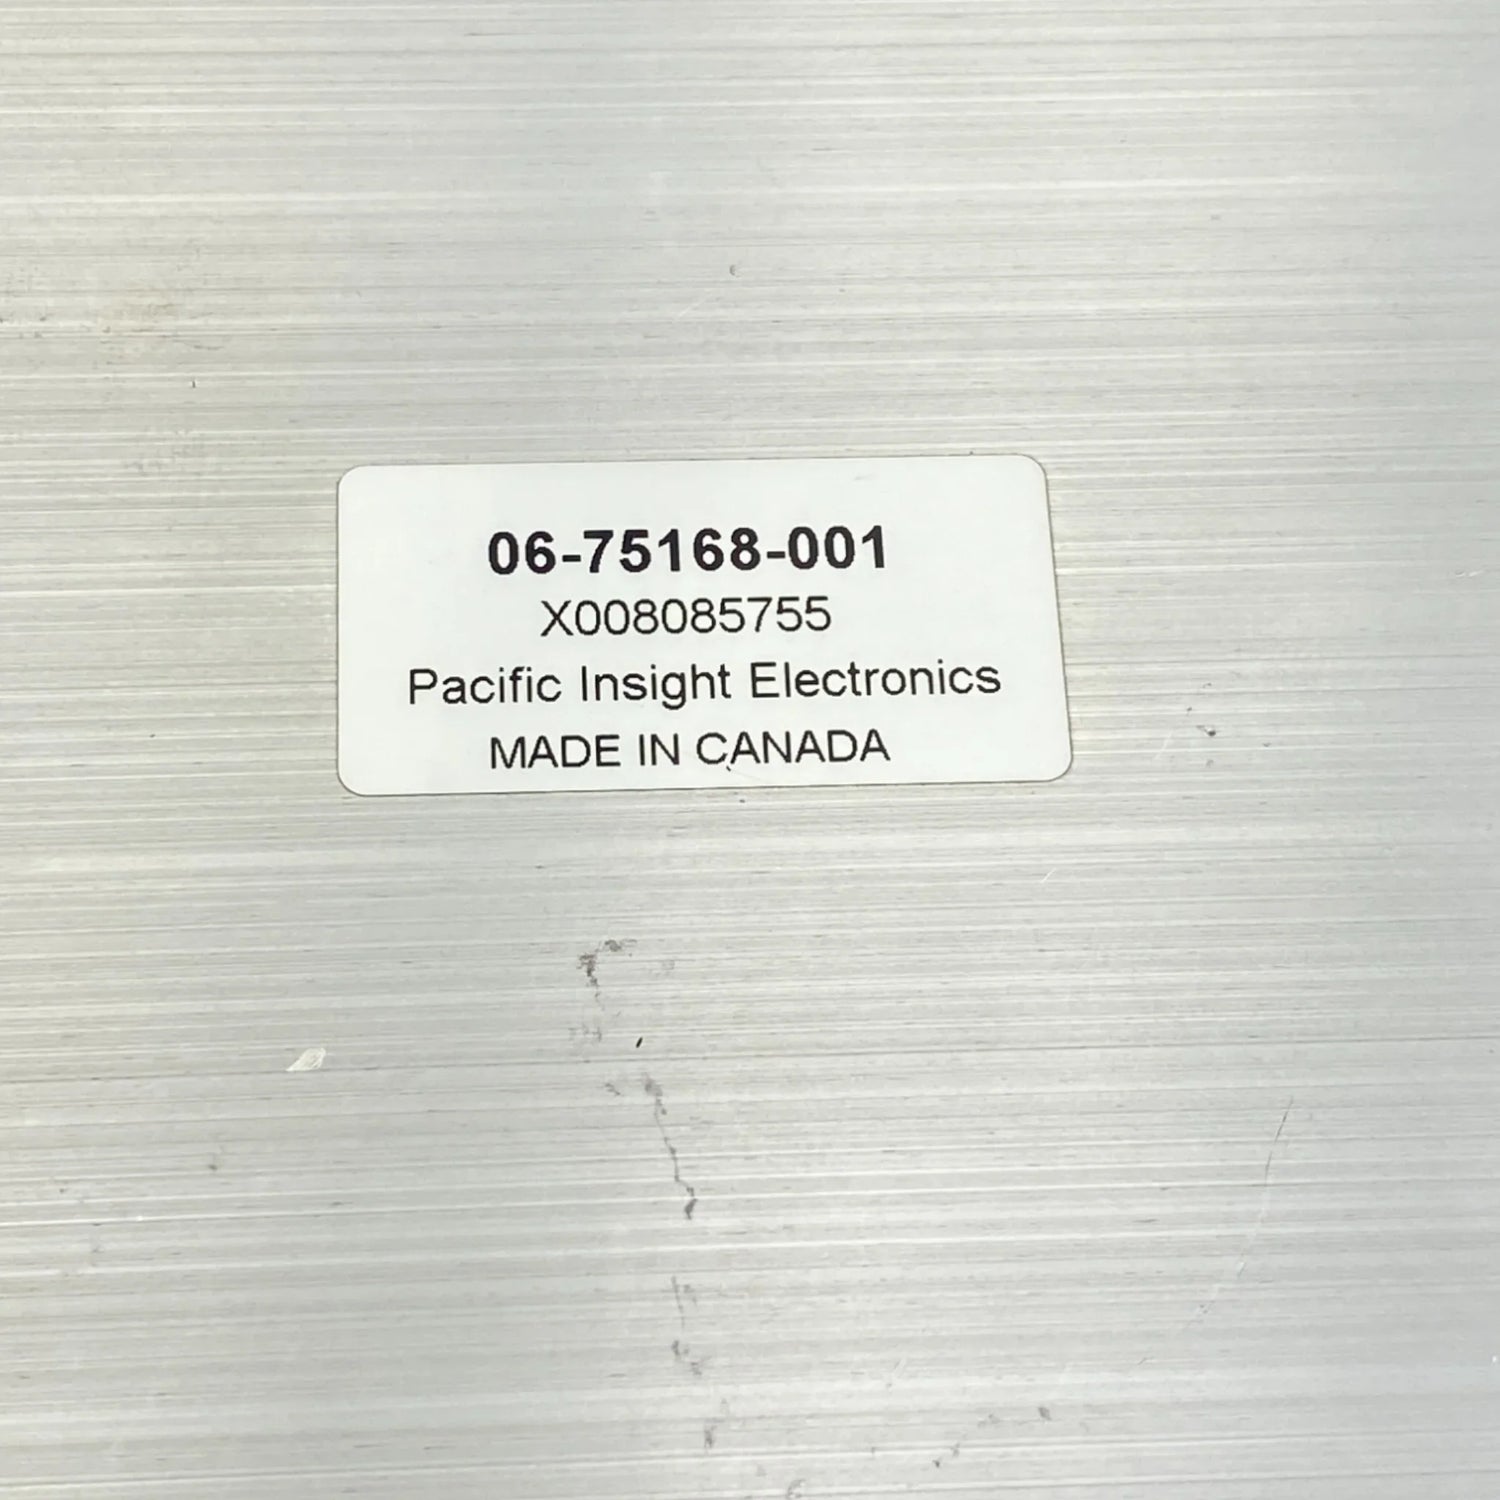 06-75168-001
X008085755
Pacific Insight Electronics
MADE IN CANADA